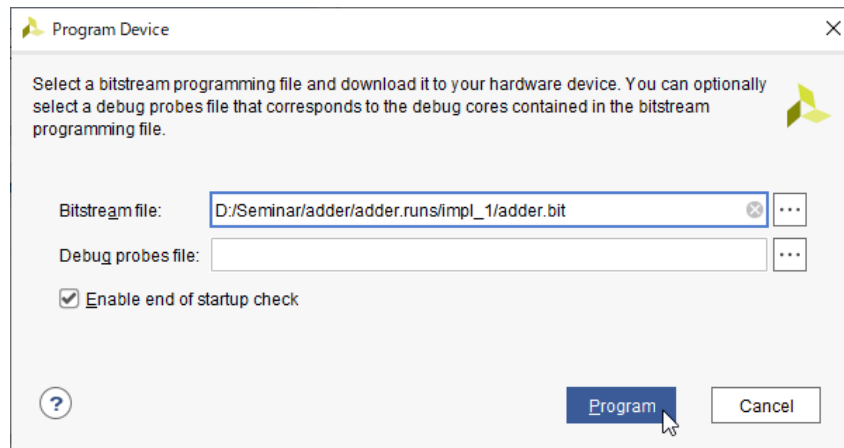 Program Device
Select a bitstream programming file and download it to your hardware device. You can optionally
select a debug probes file that corresponds to the debug cores contained in the bitstream
programming file.
Bitstream file: D:/Seminar/adder/adder.runs/impl_1/adder.bit ...
Debug probes file: ...
Enable end of startup check
? Program Cancel